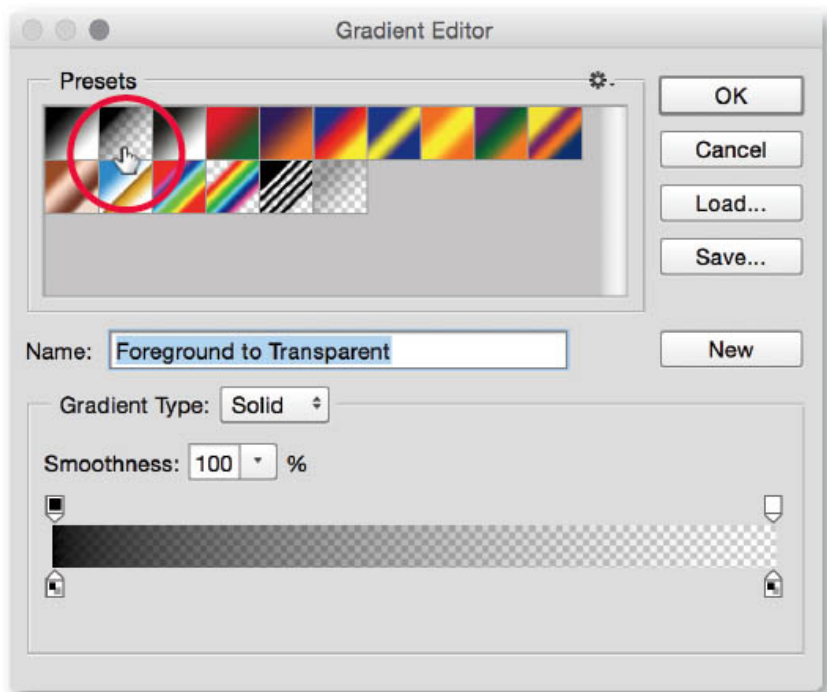 Gradient Editor
Presets
OK
Cancel
Load...
Save...
Name: Foreground to Transparent
New
Gradient Type: Solid
Smoothness: 100 %